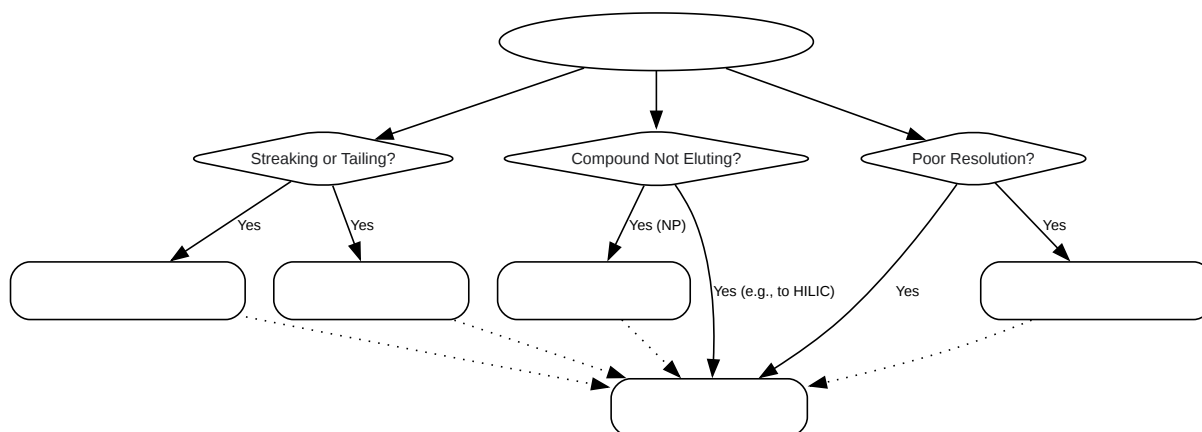 Streaking or Tailing?
Compound Not Eluting?
Poor Resolution?
Yes
Yes
Yes (NP)
Yes
Yes (e.g., to HILIC)
Yes